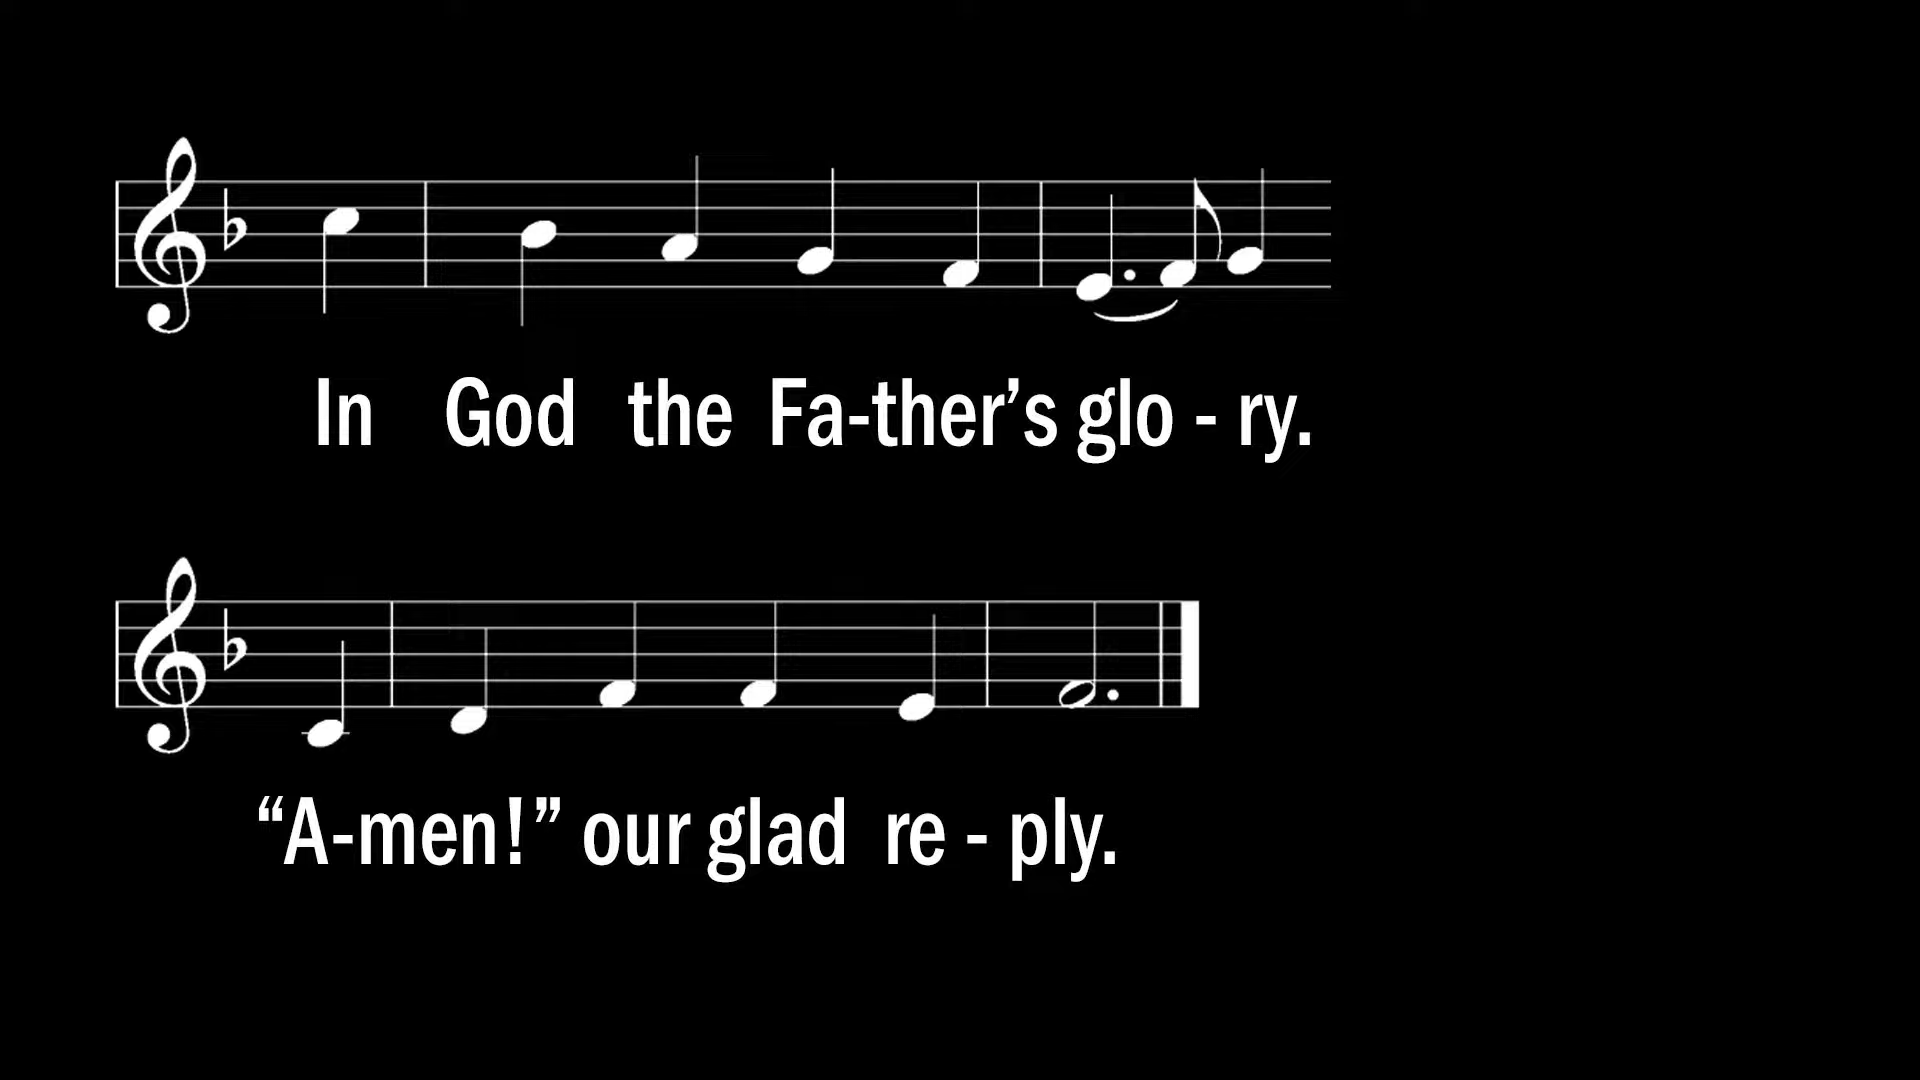 In God the Fa-ther’s glo - ry.
“A-men!” our glad re - ply.